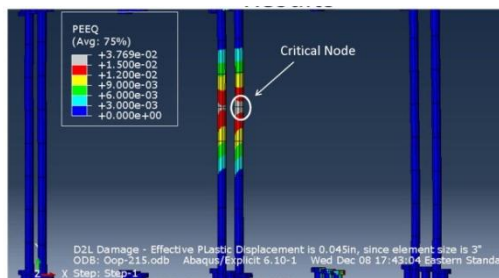 Results
PEEQ
(Avg: 75%)
+3.769e-02
+1.500e-02
+1.200e-02
+9.000e-03
+6.000e-03
+3.000e-03
+0.000e+00
Critical Node
D2L Damage - Effective PLastic Displacement is 0.045in, since element size is 3"
ODB: Oop-215.odb Abaqus/Explicit 6.10-1 Wed Dec 08 17:43:04 Eastern Standa
Z X Step: Step-1